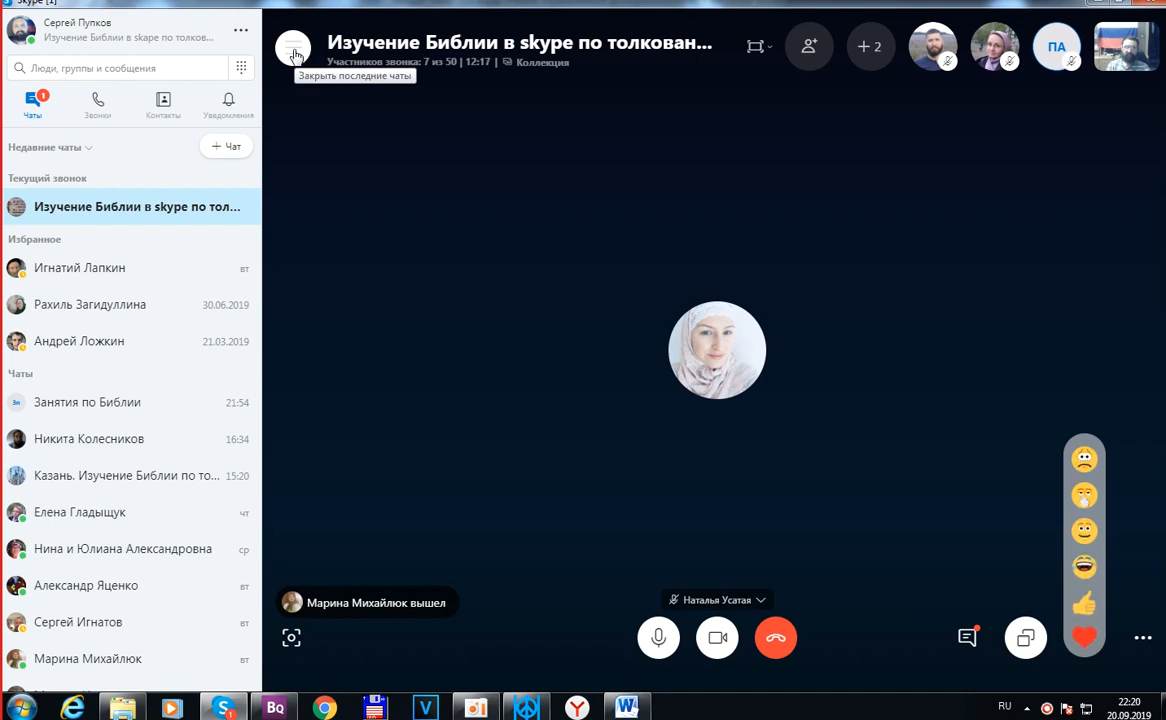 Skype [1]
Сергей Пупков
Изучение Библии в skape по толков...
Люди, группы и сообщения
1
Чаты
Звонки
Контакты
Уведомления
Недавние чаты
+ Чат
Текущий звонок
Изучение Библии в skype по тол...
Избранное
Игнатий Лапкин
вт
Рахиль Загидуллина
30.06.2019
Андрей Ложкин
21.03.2019
Чаты
Зп
Занятия по Библии
21:54
Никита Колесников
16:34
Казань. Изучение Библии по то...
15:20
Елена Гладыщук
чт
Нина и Юлиана Александровна
ср
Александр Яценко
вт
Сергей Игнатов
вт
Марина Михайлюк
вт
Изучение Библии в skype по толкован...
Участников звонка: 7 из 50 | 12:17 | Коллекция
Закрыть последние чаты
+ 2
ПА
Марина Михайлюк вышел
Наталья Усатая
1
Bq
V
Y
W
RU
22:20
20.09.2019